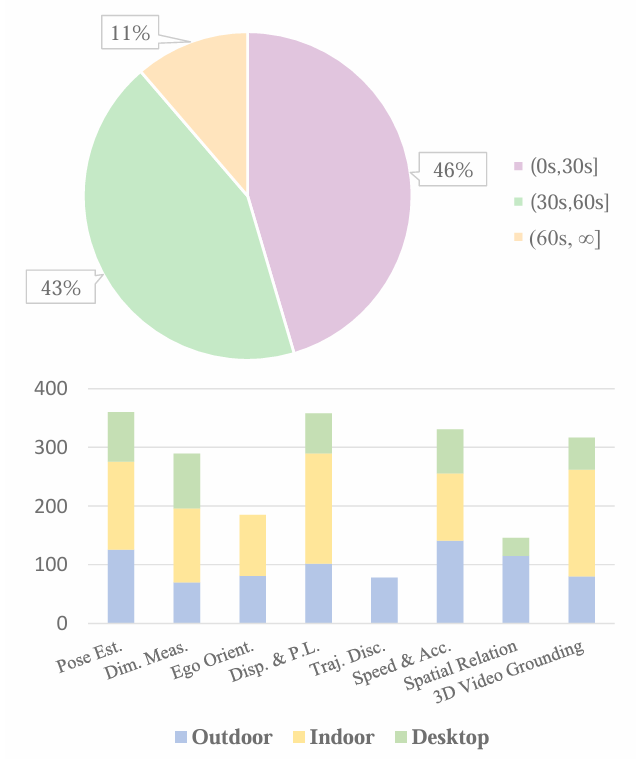 11%
46%
43%
(0s,30s]
(30s,60s]
(60s, ∞]
400
300
200
100
0
Pose Est.
Dim. Meas.
Ego Orient.
Disp. & P.L.
Traj. Disc.
Speed & Acc.
Spatial Relation
3D Video Grounding
Outdoor Indoor Desktop